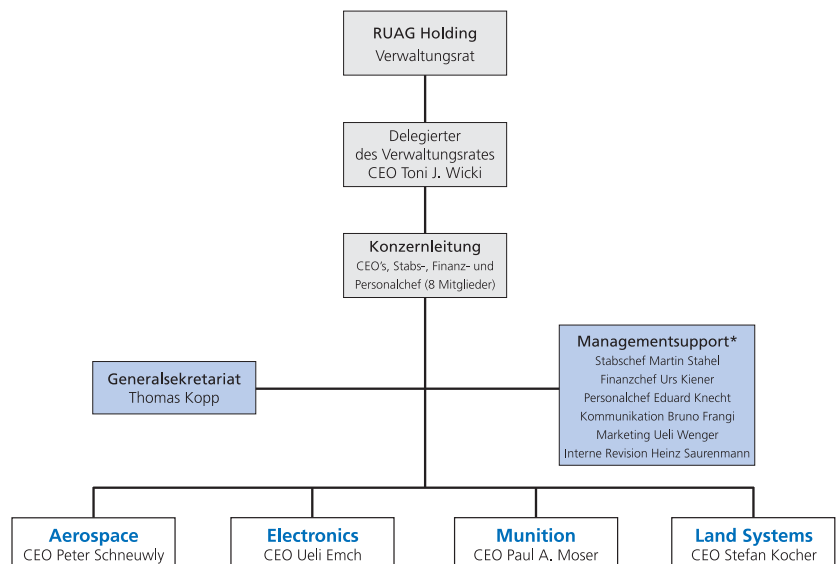 RUAG Holding
Verwaltungsrat
Delegierter
des Verwaltungsrates
CEO Toni J. Wicki
Konzernleitung
CEO's, Stabs-, Finanz- und
Personalchef (8 Mitglieder)
Generalsekretariat
Thomas Kopp
Managementsupport*
Stabschef Martin Stahel
Finanzchef Urs Kiener
Personalchef Eduard Knecht
Kommunikation Bruno Frangi
Marketing Ueli Wenger
Interne Revision Heinz Saurenmann
Aerospace
CEO Peter Schneuwly
Electronics
CEO Ueli Emch
Munition
CEO Paul A. Moser
Land Systems
CEO Stefan Kocher